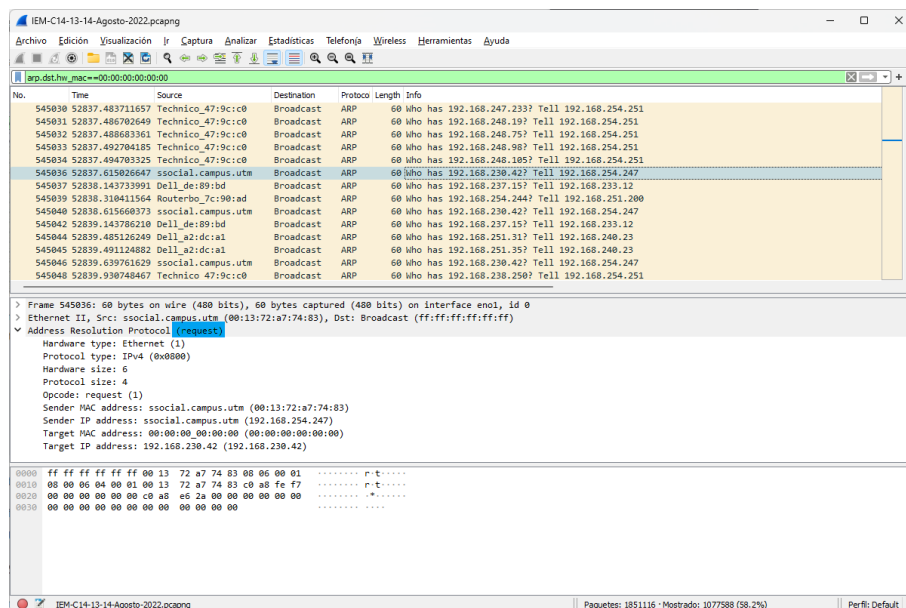 IEM-C14-13-14-Agosto-2022.pcapng
Archivo Edición Visualización Ir Captura Analizar Estadísticas Telefonía Wireless Herramientas Ayuda
arp.dst.hw_mac==00:00:00:00:00:00
No. Time Source Destination Protoco Length Info
545030 52837.483711657 Technico_47:9c:c0 Broadcast ARP 60 Who has 192.168.247.233? Tell 192.168.254.251
545031 52837.486702649 Technico_47:9c:c0 Broadcast ARP 60 Who has 192.168.248.19? Tell 192.168.254.251
545032 52837.488683361 Technico_47:9c:c0 Broadcast ARP 60 Who has 192.168.248.75? Tell 192.168.254.251
545033 52837.492704185 Technico_47:9c:c0 Broadcast ARP 60 Who has 192.168.248.98? Tell 192.168.254.251
545034 52837.494703325 Technico_47:9c:c0 Broadcast ARP 60 Who has 192.168.248.105? Tell 192.168.254.251
545036 52837.615026647 ssocial.campus.utm Broadcast ARP 60 Who has 192.168.230.42? Tell 192.168.254.247
545037 52838.143733991 Dell_de:89:bd Broadcast ARP 60 Who has 192.168.237.15? Tell 192.168.233.12
545039 52838.310411564 Routerbo_7c:90:ad Broadcast ARP 60 Who has 192.168.254.244? Tell 192.168.251.200
545040 52838.615660373 ssocial.campus.utm Broadcast ARP 60 Who has 192.168.230.42? Tell 192.168.254.247
545042 52839.143786210 Dell_de:89:bd Broadcast ARP 60 Who has 192.168.237.15? Tell 192.168.233.12
545044 52839.485126249 Dell_a2:dc:a1 Broadcast ARP 60 Who has 192.168.251.31? Tell 192.168.240.23
545045 52839.491124882 Dell_a2:dc:a1 Broadcast ARP 60 Who has 192.168.251.35? Tell 192.168.240.23
545046 52839.639761629 ssocial.campus.utm Broadcast ARP 60 Who has 192.168.230.42? Tell 192.168.254.247
545048 52839.930748467 Technico 47:9c:c0 Broadcast ARP 60 Who has 192.168.238.250? Tell 192.168.254.251
Frame 545036: 60 bytes on wire (480 bits), 60 bytes captured (480 bits) on interface eno1, id 0
Ethernet II, Src: ssocial.campus.utm (00:13:72:a7:74:83), Dst: Broadcast (ff:ff:ff:ff:ff:ff)
Address Resolution Protocol (request)
Hardware type: Ethernet (1)
Protocol type: IPv4 (0x0800)
Hardware size: 6
Protocol size: 4
Opcode: request (1)
Sender MAC address: ssocial.campus.utm (00:13:72:a7:74:83)
Sender IP address: ssocial.campus.utm (192.168.254.247)
Target MAC address: 00:00:00_00:00:00 (00:00:00:00:00:00)
Target IP address: 192.168.230.42 (192.168.230.42)
0000 ff ff ff ff ff ff 00 13 72 a7 74 83 08 06 00 01 ········ r·t·····
0010 08 00 06 04 00 01 00 13 72 a7 74 83 c0 a8 fe f7 ········ r·t·····
0020 00 00 00 00 00 00 c0 a8 e6 2a 00 00 00 00 00 00 ········ ·*······
0030 00 00 00 00 00 00 00 00 00 00 00 00 ········ ····
IEM-C14-13-14-Agosto-2022.pcapng Paquetes: 1851116 · Mostrado: 1077588 (58.2%) Perfil: Default